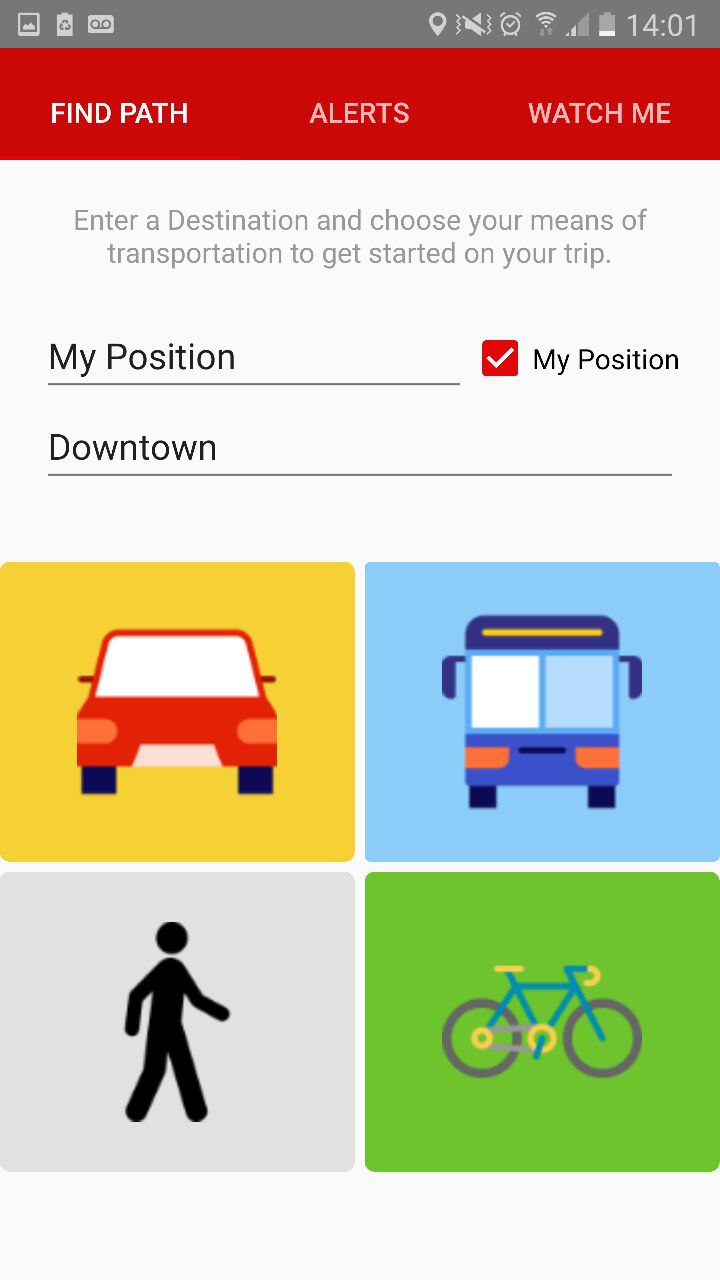 14:01
FIND PATH ALERTS WATCH ME
Enter a Destination and choose your means of
transportation to get started on your trip.
My Position My Position
Downtown